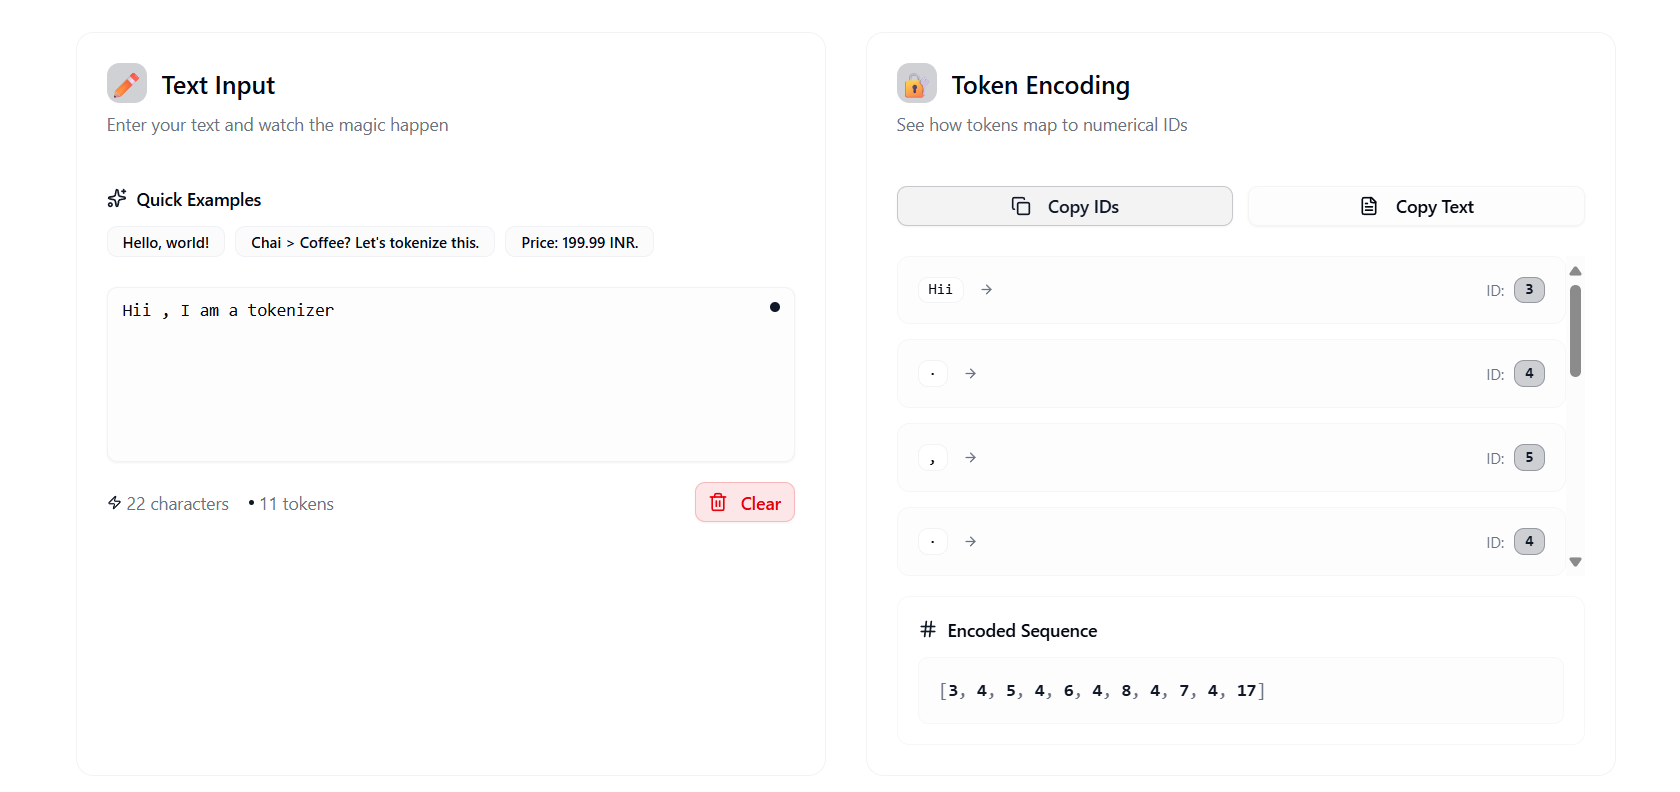 Text Input
Enter your text and watch the magic happen
Quick Examples
Hello, world!
Chai > Coffee? Let's tokenize this.
Price: 199.99 INR.
Hii , I am a tokenizer
22 characters • 11 tokens
Clear
Token Encoding
See how tokens map to numerical IDs
Copy IDs
Copy Text
Hii → ID: 3
· → ID: 4
, → ID: 5
· → ID: 4
# Encoded Sequence
[3, 4, 5, 4, 6, 4, 8, 4, 7, 4, 17]